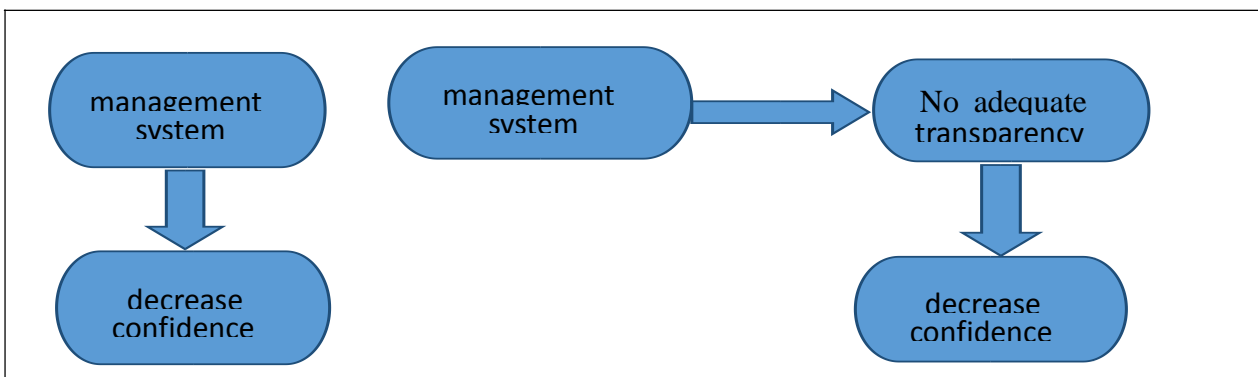 management
system
decrease
confidence
management
system
No adequate
transparency
decrease
confidence